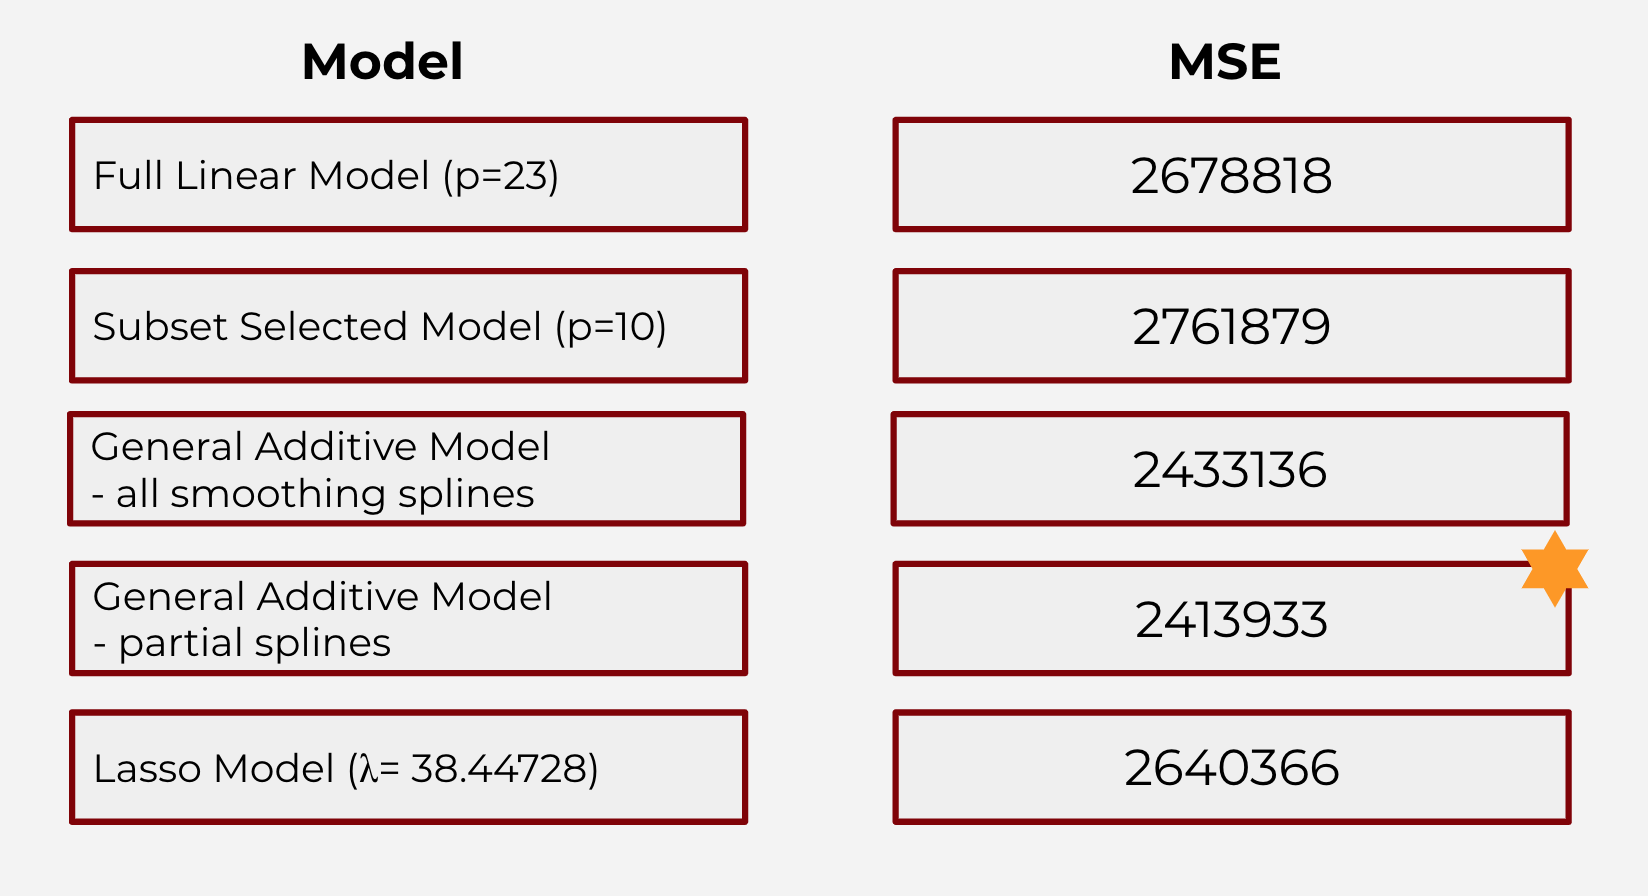 Model
MSE
Full Linear Model (p=23)
2678818
Subset Selected Model (p=10)
2761879
General Additive Model
- all smoothing splines
2433136
General Additive Model
- partial splines
2413933
Lasso Model (λ= 38.44728)
2640366